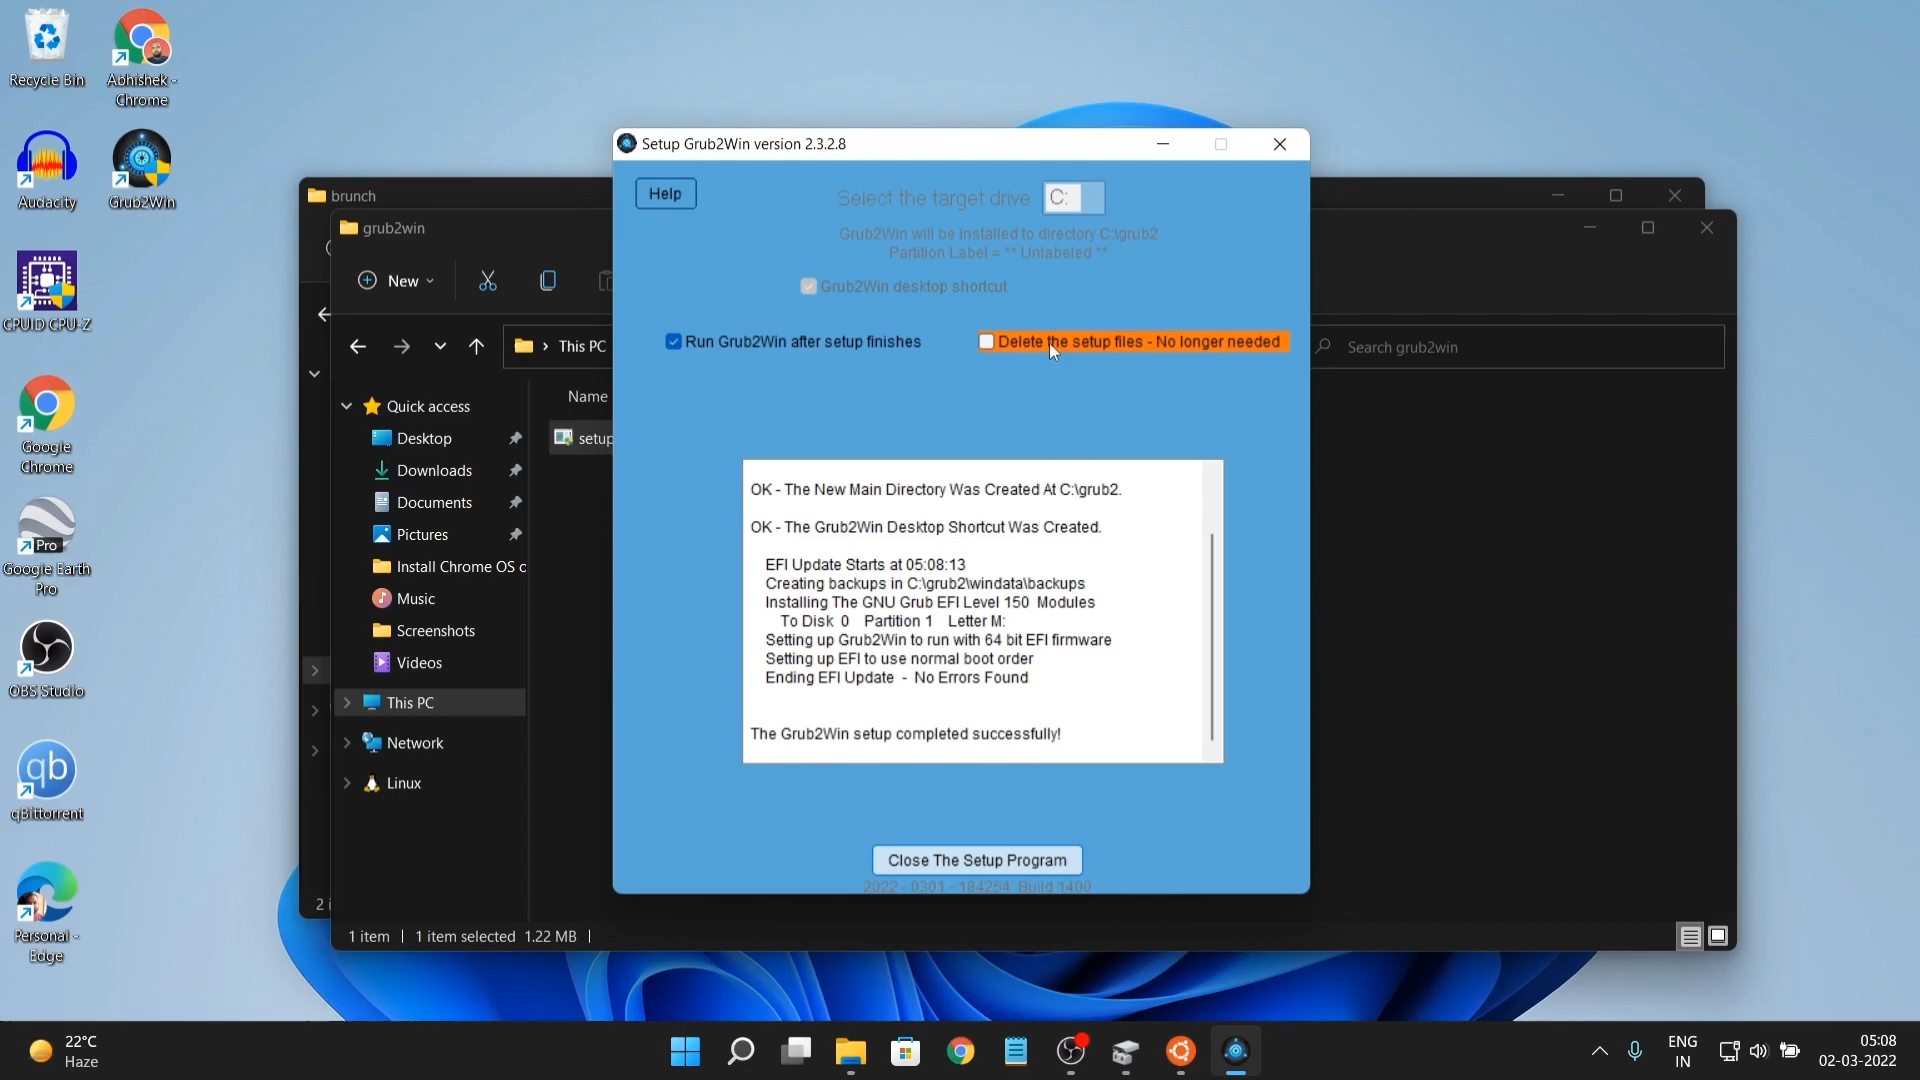 Recycle Bin
Abhishek -
Chrome
Audacity
Grub2Win
CPUID CPU-Z
Google
Chrome
Pro
Google Earth
Pro
OBS Studio
qb
qBittorrent
Personal -
Edge
brunch
grub2win
New
This PC
Search grub2win
Name
setup
Quick access
Desktop
Downloads
Documents
Pictures
Install Chrome OS o
Music
Screenshots
Videos
This PC
Network
Linux
1 item
1 item selected 1.22 MB
Setup Grub2Win version 2.3.2.8
Help
Select the target drive
C:
Grub2Win will be installed to directory C:\grub2
Partition Label = ** Unlabeled **
Grub2Win desktop shortcut
Run Grub2Win after setup finishes
Delete the setup files - No longer needed
OK - The New Main Directory Was Created At C:\grub2.
OK - The Grub2Win Desktop Shortcut Was Created.
EFI Update Starts at 05:08:13
Creating backups in C:\grub2\windata\backups
Installing The GNU Grub EFI Level 150 Modules
To Disk 0 Partition 1 Letter M:
Setting up Grub2Win to run with 64 bit EFI firmware
Setting up EFI to use normal boot order
Ending EFI Update - No Errors Found
The Grub2Win setup completed successfully!
Close The Setup Program
2022 - 0301 - 184254 Build 1400
22°C
Haze
ENG
IN
05:08
02-03-2022